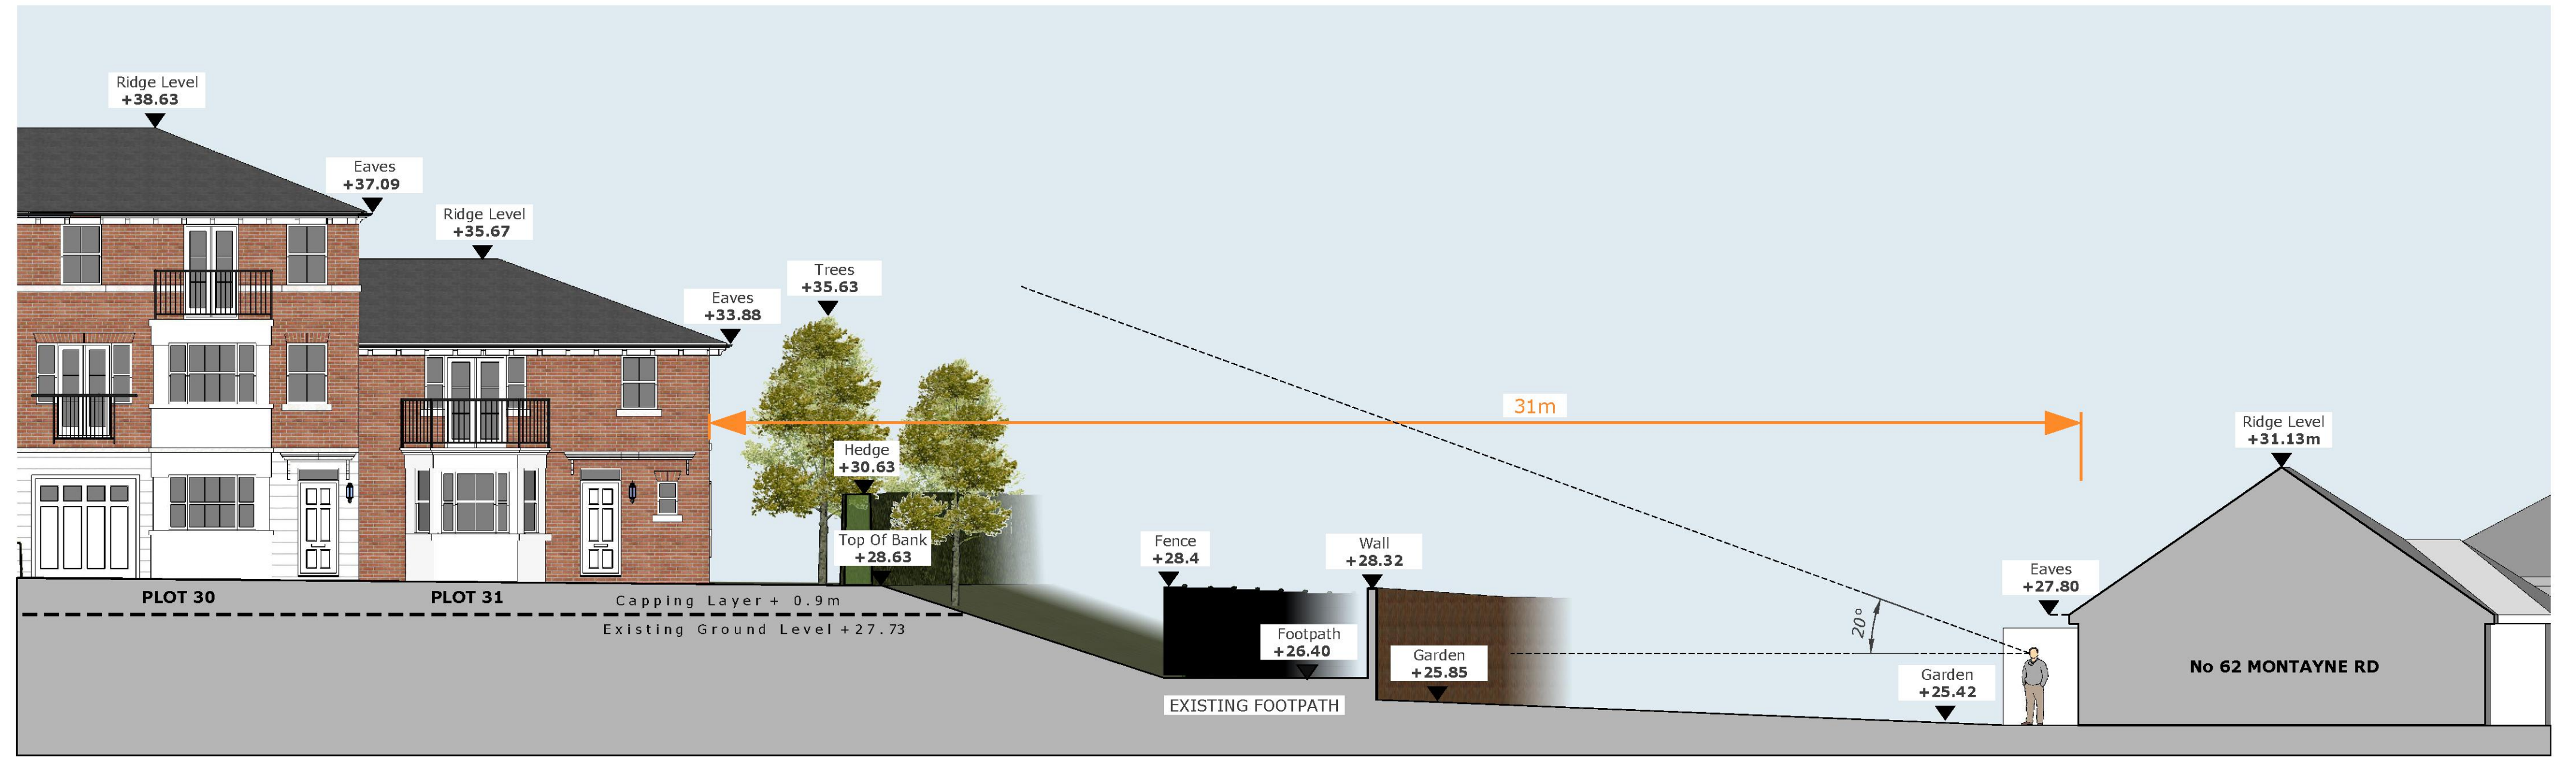 Ridge Level
+38.63
Eaves
+37.09
Ridge Level
+35.67
Eaves
+33.88
Trees
+35.63
Hedge
+30.63
Top Of Bank
+28.63
Fence
+28.4
Wall
+28.32
31m
Ridge Level
+31.13m
Eaves
+27.80
20°
Footpath
+26.40
Garden
+25.85
Garden
+25.42
No 62 MONTAYNE RD
PLOT 30
PLOT 31
Capping Layer + 0.9m
Existing Ground Level +27.73
EXISTING FOOTPATH